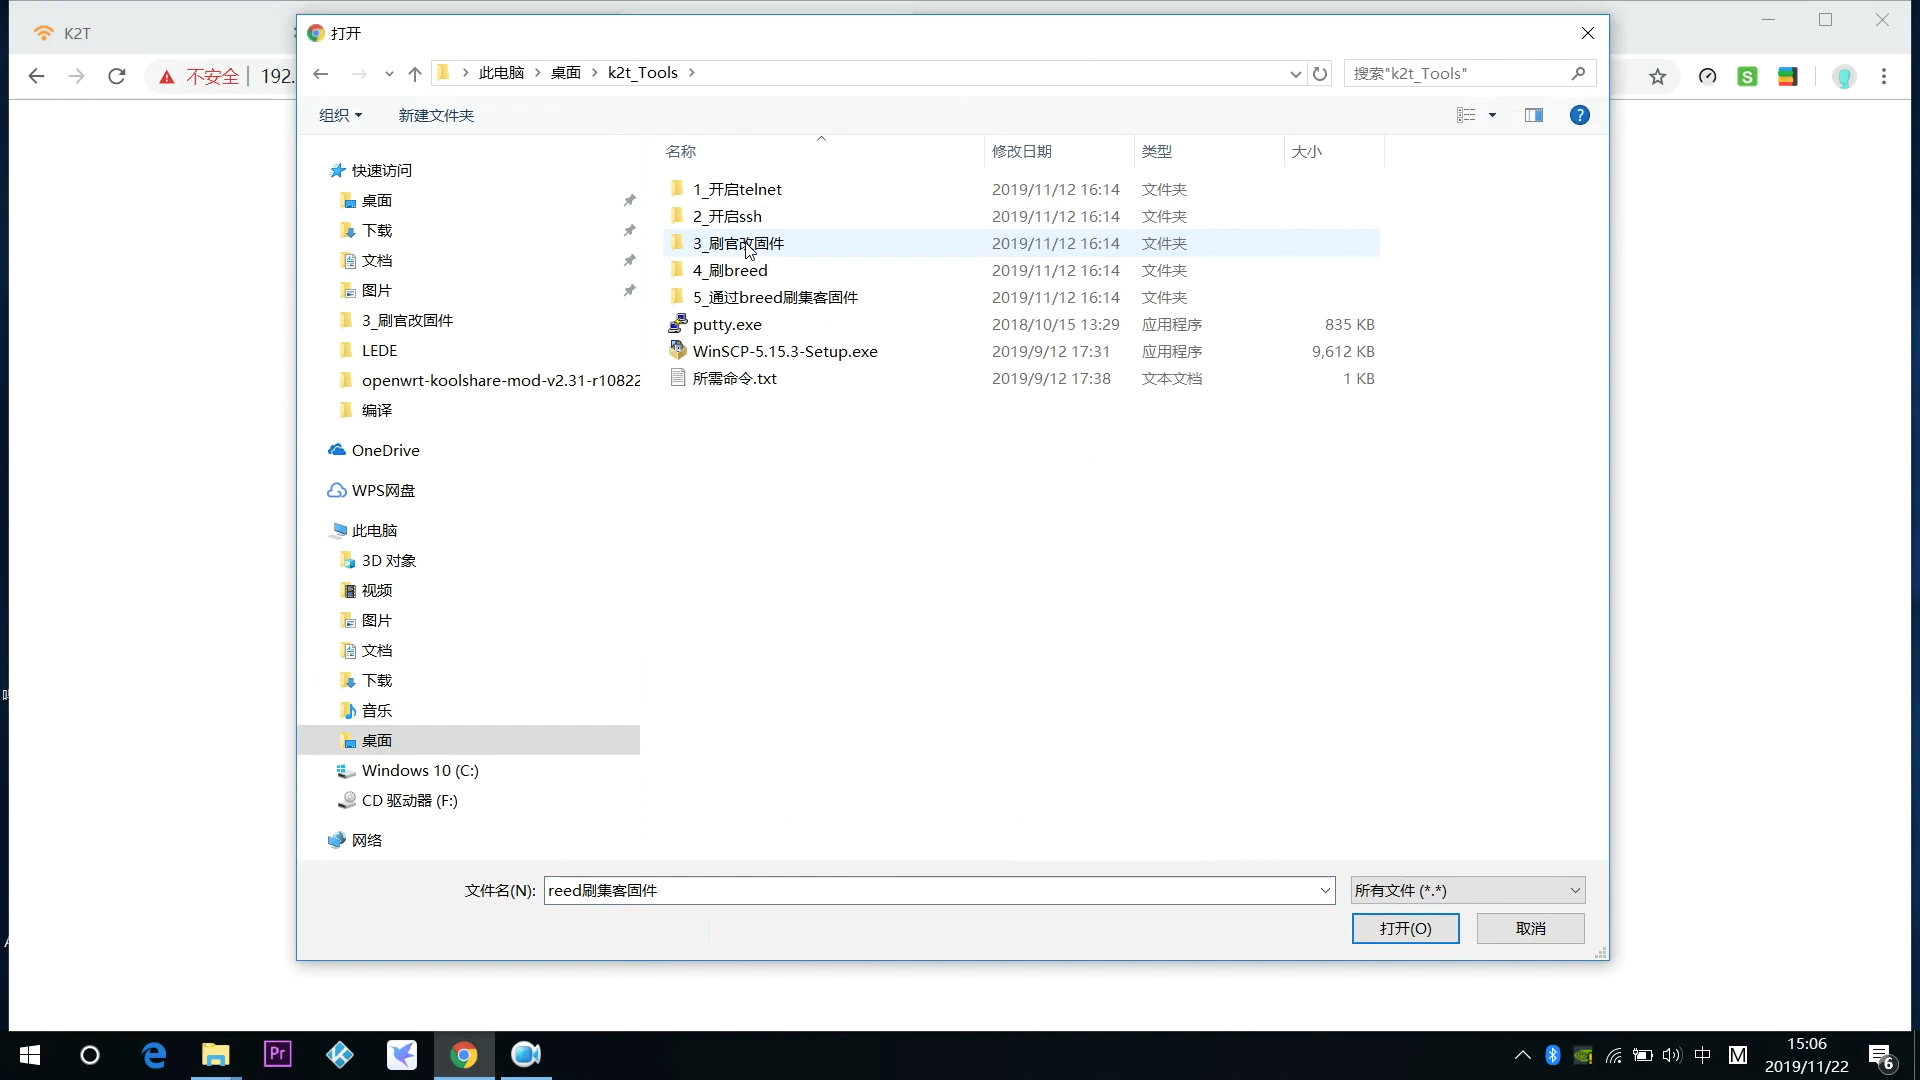 K2T
打开
不安全
192.
此电脑
桌面
k2t_Tools
搜索"k2t_Tools"
组织
新建文件夹
名称
修改日期
类型
大小
快速访问
桌面
下载
文档
图片
3_刷官改固件
LEDE
openwrt-koolshare-mod-v2.31-r10822
编译
OneDrive
WPS网盘
此电脑
3D 对象
视频
图片
文档
下载
音乐
桌面
Windows 10 (C:)
CD 驱动器 (F:)
网络
1_开启telnet 2019/11/12 16:14 文件夹
2_开启ssh 2019/11/12 16:14 文件夹
3_刷官改固件 2019/11/12 16:14 文件夹
4_刷breed 2019/11/12 16:14 文件夹
5_通过breed刷集客固件 2019/11/12 16:14 文件夹
putty.exe 2018/10/15 13:29 应用程序 835 KB
WinSCP-5.15.3-Setup.exe 2019/9/12 17:31 应用程序 9,612 KB
所需命令.txt 2019/9/12 17:38 文本文档 1 KB
文件名(N):
reed刷集客固件
所有文件 (*.*)
打开(O)
取消
Pr
中
M
15:06
2019/11/22
6